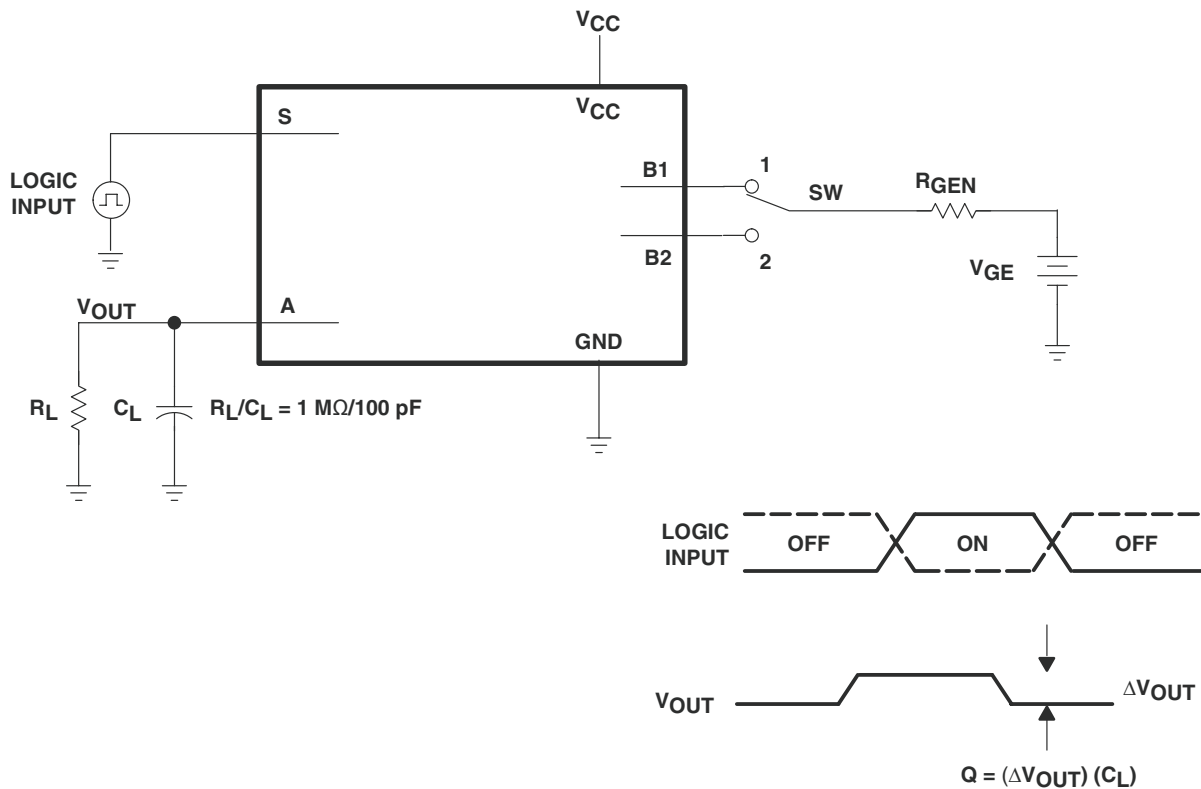 VCC
VCC
S
LOGIC
INPUT
B1
1
SW
RGEN
B2
2
VGE
VOUT
A
GND
RL
CL
RL/CL = 1 MΩ/100 pF
LOGIC
INPUT
OFF
ON
OFF
VOUT
ΔVOUT
Q = (ΔVOUT) (CL)